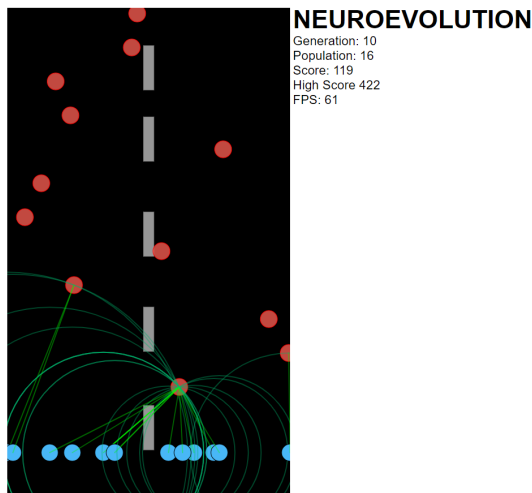 NEUROEVOLUTION
Generation: 10
Population: 16
Score: 119
High Score 422
FPS: 61